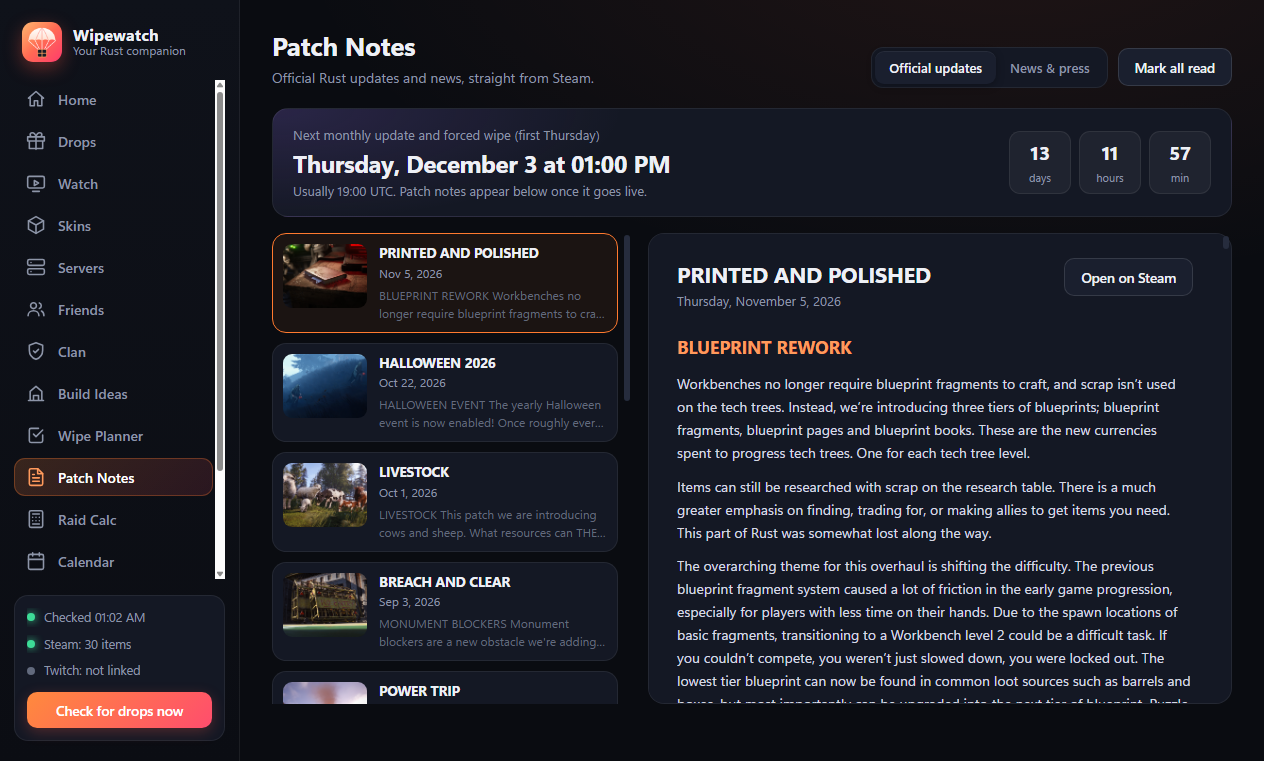 Wipewatch
Your Rust companion
Home
Drops
Watch
Skins
Servers
Friends
Clan
Build Ideas
Wipe Planner
Patch Notes
Raid Calc
Calendar
Checked 01:02 AM
Steam: 30 items
Twitch: not linked
Check for drops now
Patch Notes
Official Rust updates and news, straight from Steam.
Official updates
News & press
Mark all read
Next monthly update and forced wipe (first Thursday)
Thursday, December 3 at 01:00 PM
Usually 19:00 UTC. Patch notes appear below once it goes live.
13
days
11
hours
57
min
PRINTED AND POLISHED
Nov 5, 2026
BLUEPRINT REWORK Workbenches no
longer require blueprint fragments to cra...
HALLOWEEN 2026
Oct 22, 2026
HALLOWEEN EVENT The yearly Halloween
event is now enabled! Once roughly ever...
LIVESTOCK
Oct 1, 2026
LIVESTOCK This patch we are introducing
cows and sheep. What resources can THE...
BREACH AND CLEAR
Sep 3, 2026
MONUMENT BLOCKERS Monument
blockers are a new obstacle we're adding...
POWER TRIP
PRINTED AND POLISHED
Thursday, November 5, 2026
Open on Steam
BLUEPRINT REWORK
Workbenches no longer require blueprint fragments to craft, and scrap isn't used
on the tech trees. Instead, we're introducing three tiers of blueprints; blueprint
fragments, blueprint pages and blueprint books. These are the new currencies
spent to progress tech trees. One for each tech tree level.
Items can still be researched with scrap on the research table. There is a much
greater emphasis on finding, trading for, or making allies to get items you need.
This part of Rust was somewhat lost along the way.
The overarching theme for this overhaul is shifting the difficulty. The previous
blueprint fragment system caused a lot of friction in the early game progression,
especially for players with less time on their hands. Due to the spawn locations of
basic fragments, transitioning to a Workbench level 2 could be a difficult task. If
you couldn't compete, you weren't just slowed down, you were locked out. The
lowest tier blueprint can now be found in common loot sources such as barrels and
but most importantly can be upgraded into the next tier of blueprint. Puzzle